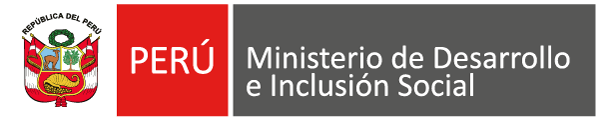 REPÚBLICA DEL PERÚ
PERÚ
Ministerio de Desarrollo
e Inclusión Social